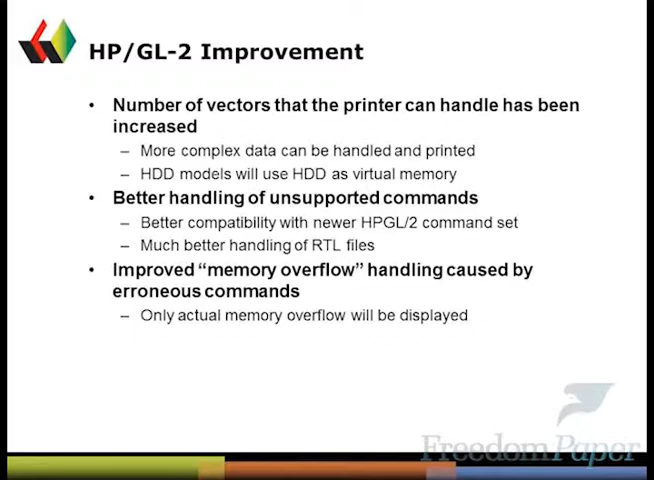 HP/GL-2 Improvement
• Number of vectors that the printer can handle has been
increased
– More complex data can be handled and printed
– HDD models will use HDD as virtual memory
• Better handling of unsupported commands
– Better compatibility with newer HPGL/2 command set
– Much better handling of RTL files
• Improved “memory overflow” handling caused by
erroneous commands
– Only actual memory overflow will be displayed
FreedomPaper